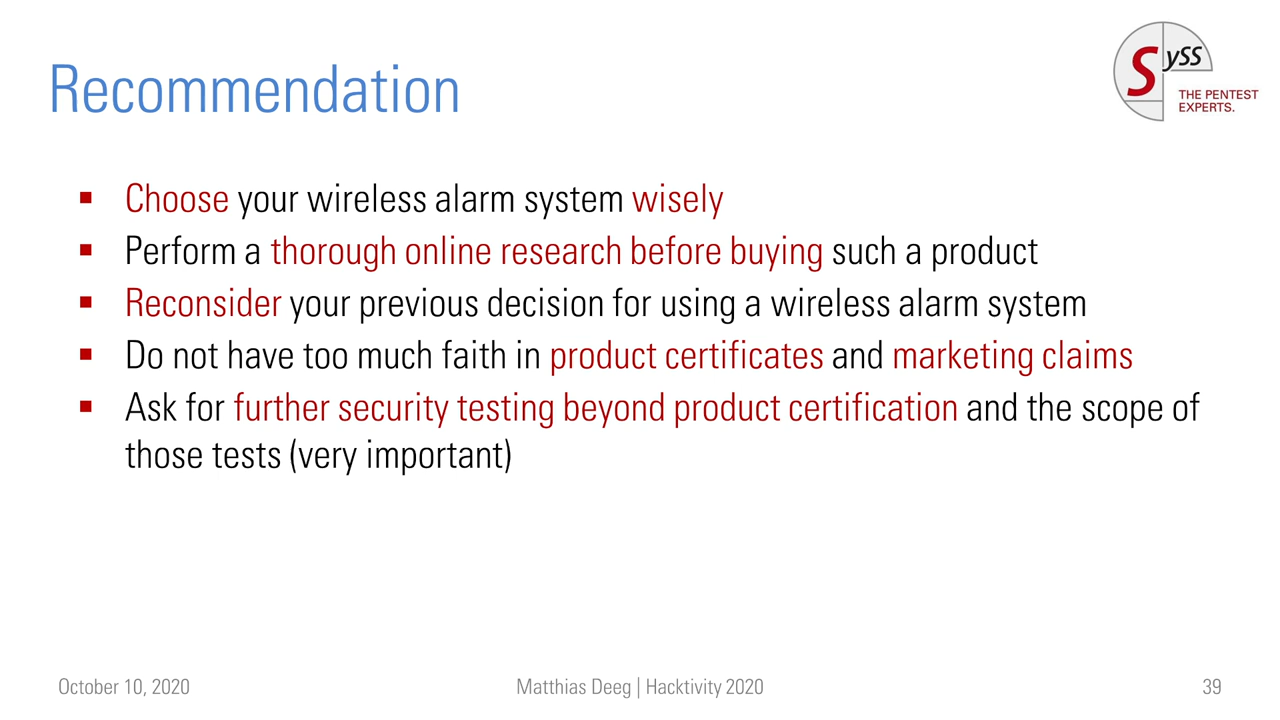 Recommendation
Syss
THE PENTEST
EXPERTS.
Choose your wireless alarm system wisely
Perform a thorough online research before buying such a product
Reconsider your previous decision for using a wireless alarm system
Do not have too much faith in product certificates and marketing claims
Ask for further security testing beyond product certification and the scope of
those tests (very important)
October 10, 2020
Matthias Deeg | Hacktivity 2020
39